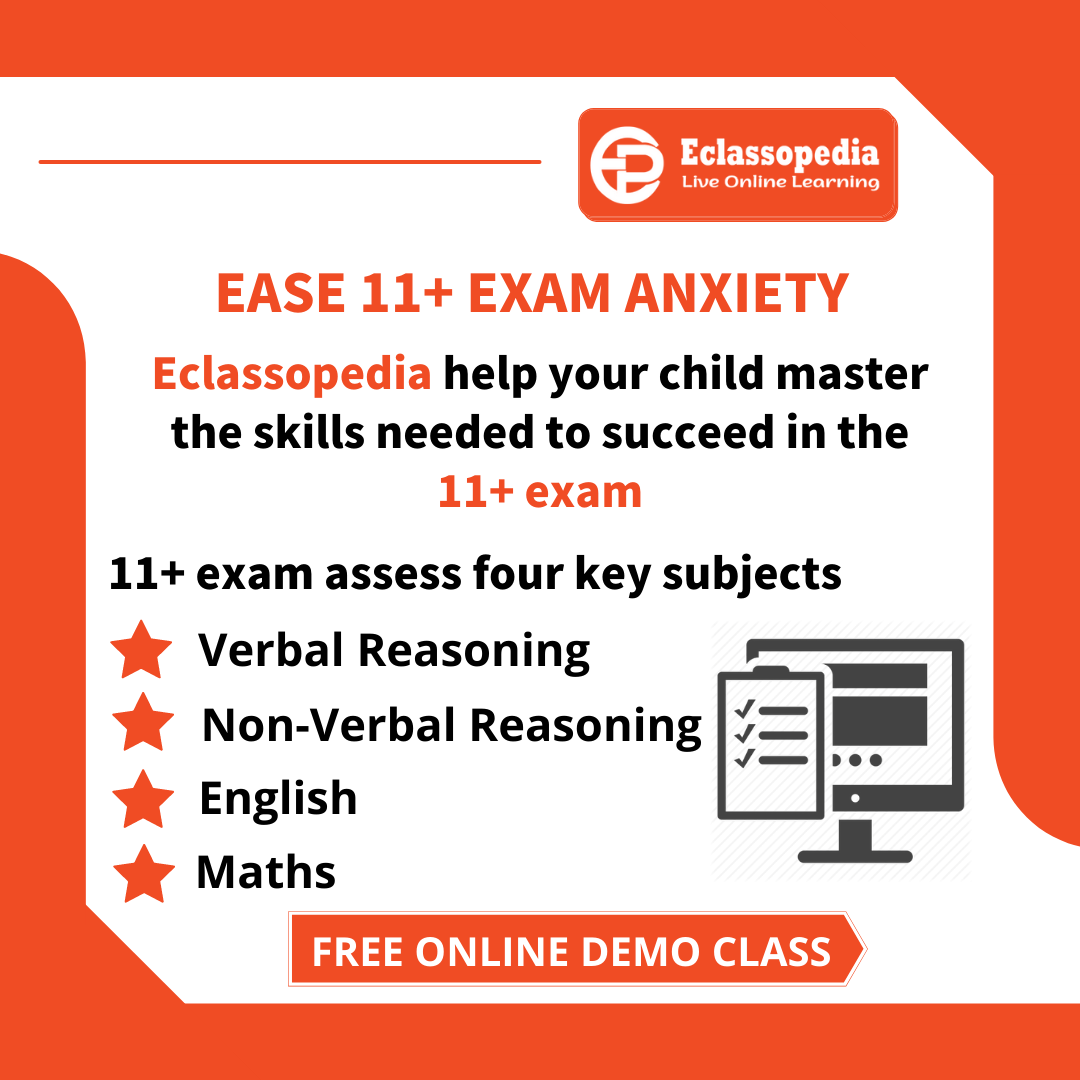 Eclassopedia
Live Online Learning
EASE 11+ EXAM ANXIETY
Eclassopedia help your child master
the skills needed to succeed in the
11+ exam
11+ exam assess four key subjects
Verbal Reasoning
Non-Verbal Reasoning
English
Maths
FREE ONLINE DEMO CLASS